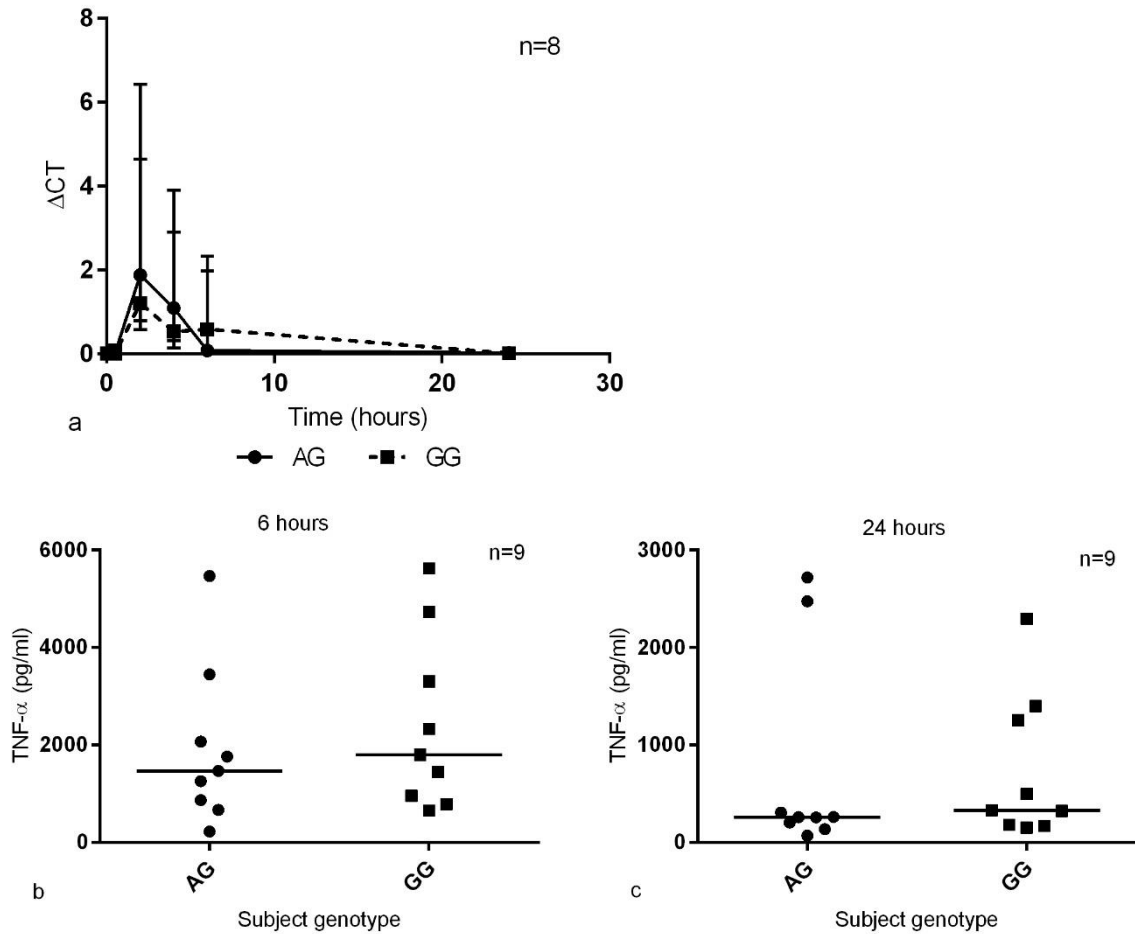 8
n=8
6
ΔCT
4
2
0
0 10 20 30
Time (hours)
a
AG GG
6 hours
n=9
6000
4000
TNF-α (pg/ml)
2000
0
AG GG
b
Subject genotype
24 hours
n=9
3000
2000
TNF-α (pg/ml)
1000
0
AG GG
c
Subject genotype